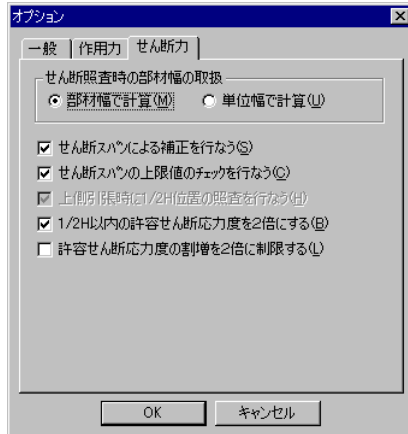 オプション
一般 作用力 せん断力
せん断照査時の部材幅の取扱
部材幅で計算(M) 単位幅で計算(U)
せん断ｽﾊﾟﾝによる補正を行なう(S)
せん断ｽﾊﾟﾝの上限値のﾁｪｯｸを行なう(C)
上側引張時に1/2H位置の照査を行なう(H)
1/2H以内の許容せん断応力度を2倍にする(B)
許容せん断応力度の割増を2倍に制限する(L)
OK キャンセル